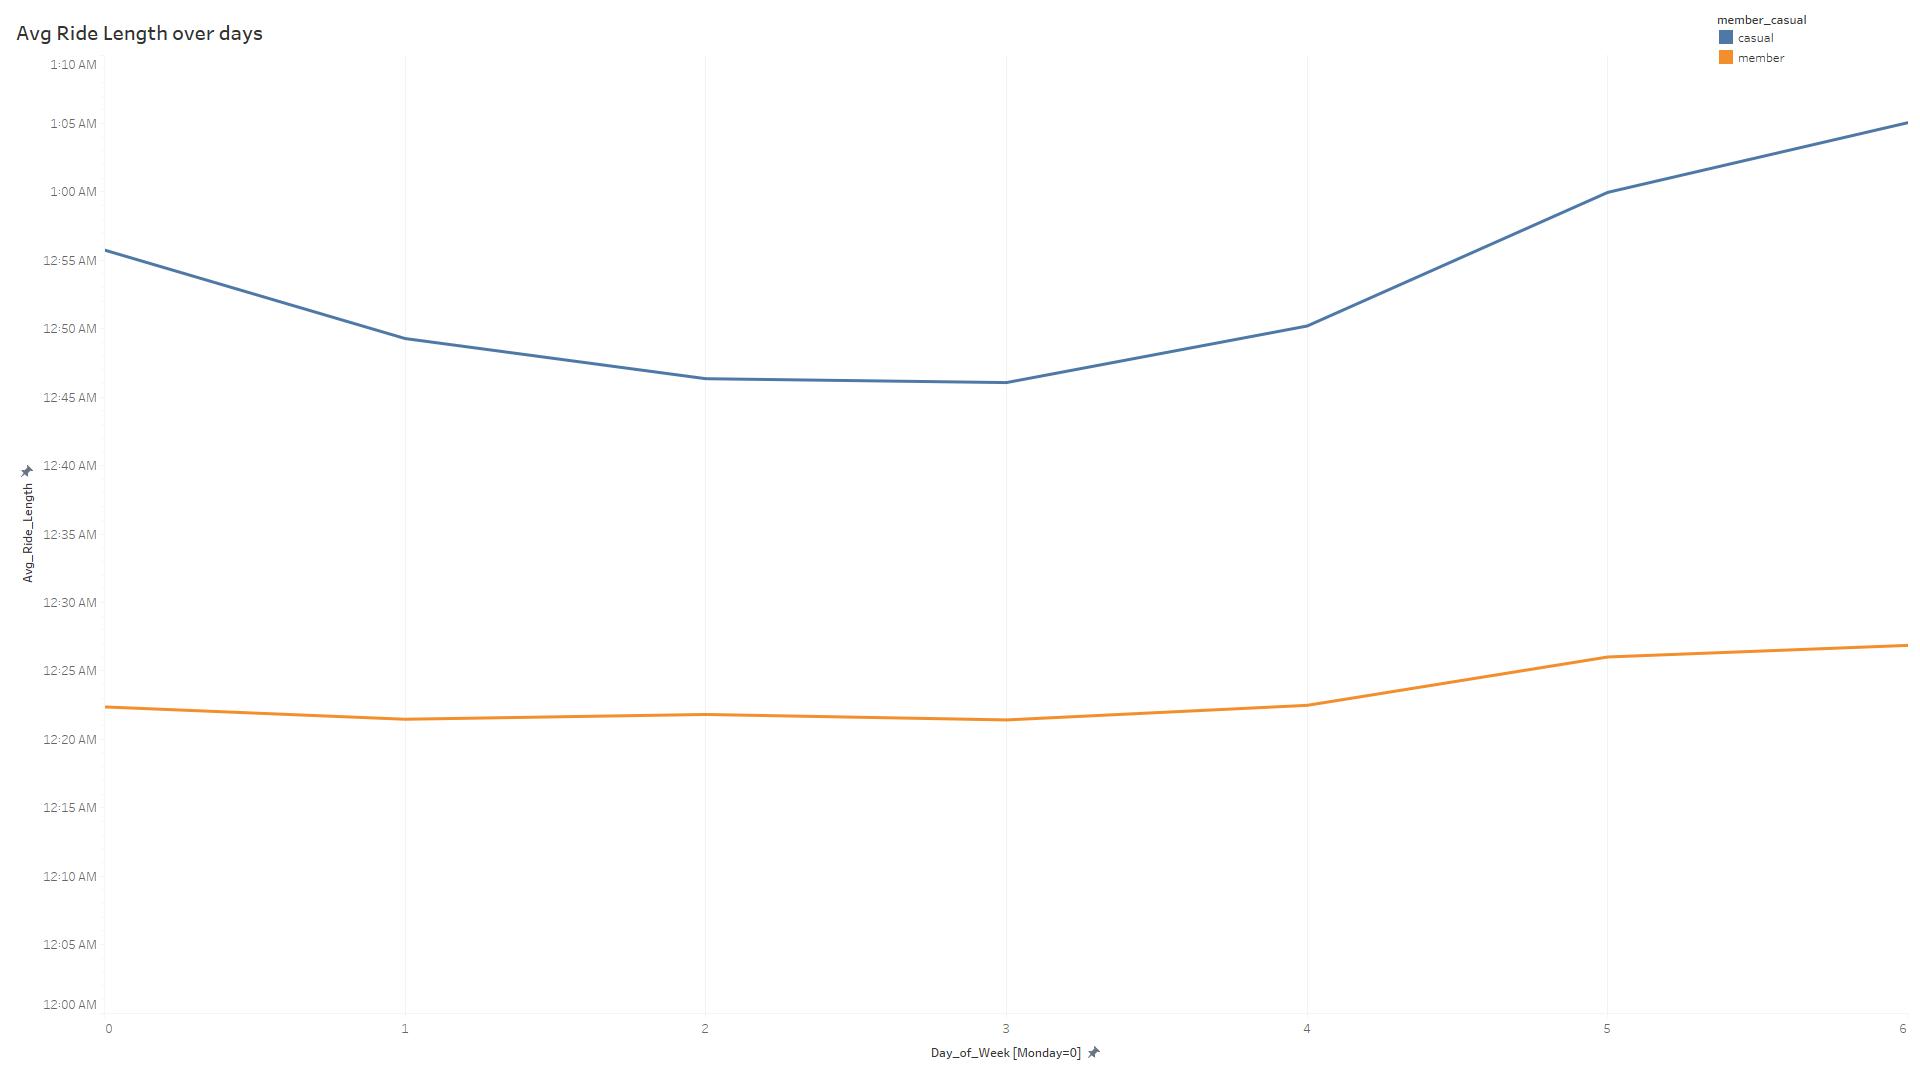 Avg Ride Length over days
member_casual
casual
member
1:10 AM
1:05 AM
1:00 AM
12:55 AM
12:50 AM
12:45 AM
12:40 AM
12:35 AM
12:30 AM
12:25 AM
12:20 AM
12:15 AM
12:10 AM
12:05 AM
12:00 AM
Avg_Ride_Length
0 1 2 3 4 5 6
Day_of_Week [Monday=0]